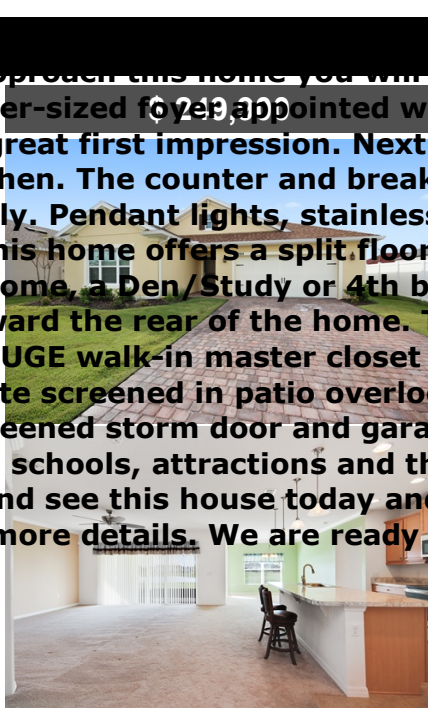 pproach this home you will
er-sized foyer appointed w
great first impression. Next
hen. The counter and break
ly. Pendant lights, stainless
his home offers a split floor
ome, a Den/Study or 4th b
ward the rear of the home. T
UGE walk-in master closet
te screened in patio overlo
eened storm door and gara
schools, attractions and th
nd see this house today and
more details. We are ready